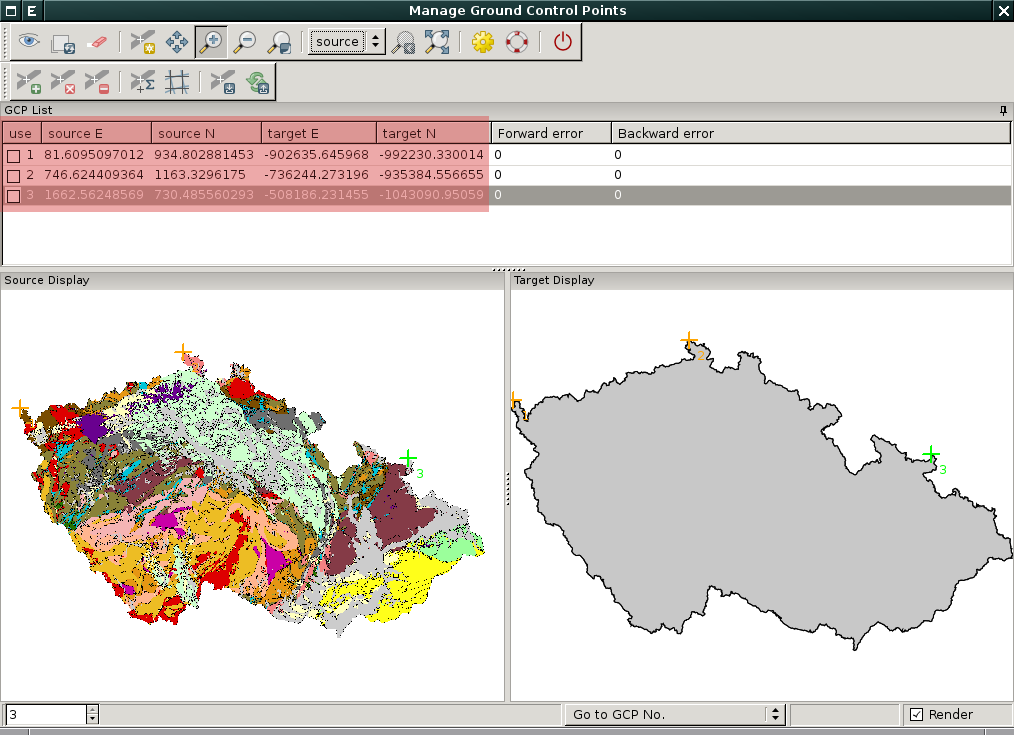 Manage Ground Control Points
source
GCP List
use source E source N target E target N Forward error Backward error
1 81.6095097012 934.802881453 -902635.645968 -992230.330014 0 0
2 746.624409364 1163.3296175 -736244.273196 -935384.556655 0 0
3 1662.56248569 730.485560293 -508186.231455 -1043090.95059 0 0
Source Display Target Display
2
3 3
3 Go to GCP No. Render